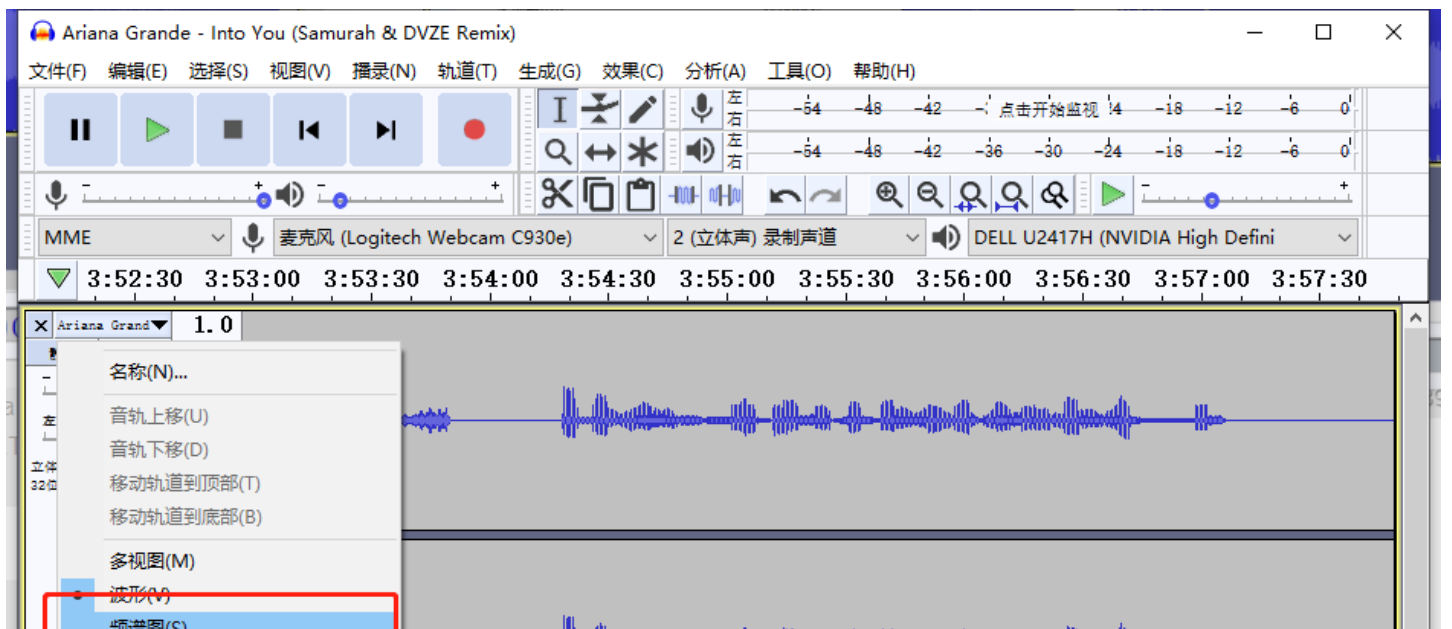 Ariana Grande - Into You (Samurah & DVZE Remix)
文件(F) 编辑(E) 选择(S) 视图(V) 播录(N) 轨道(T) 生成(G) 效果(C) 分析(A) 工具(O) 帮助(H)
左 -54 -48 -42 - 点击开始监视 !4 -18 -12 -6 0
右
左 -54 -48 -42 -36 -30 -24 -18 -12 -6 0
右
MME 麦克风 (Logitech Webcam C930e) 2 (立体声) 录制声道 DELL U2417H (NVIDIA High Defini
3:52:30 3:53:00 3:53:30 3:54:00 3:54:30 3:55:00 3:55:30 3:56:00 3:56:30 3:57:00 3:57:30
Ariana Grand 1.0
名称(N)...
左
音轨上移(U)
音轨下移(D)
立体
32位
移动轨道到顶部(T)
移动轨道到底部(B)
多视图(M)
波形(V)
频谱图(S)